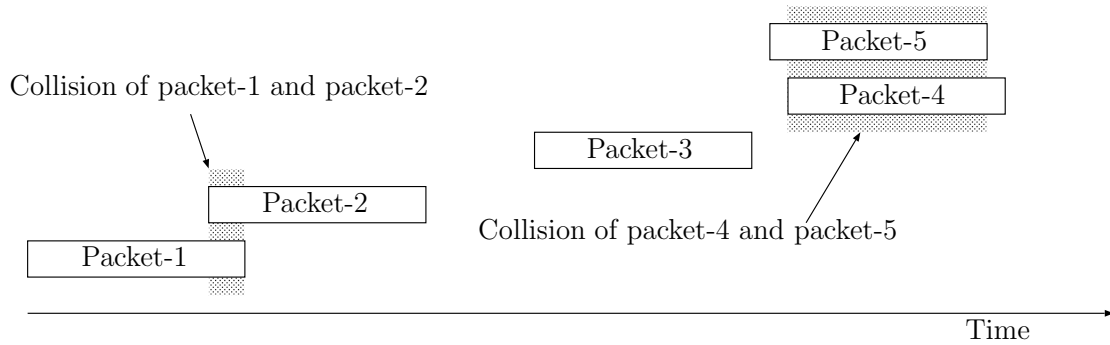 Packet-5
Collision of packet-1 and packet-2
Packet-4
Packet-3
Packet-2
Collision of packet-4 and packet-5
Packet-1
Time